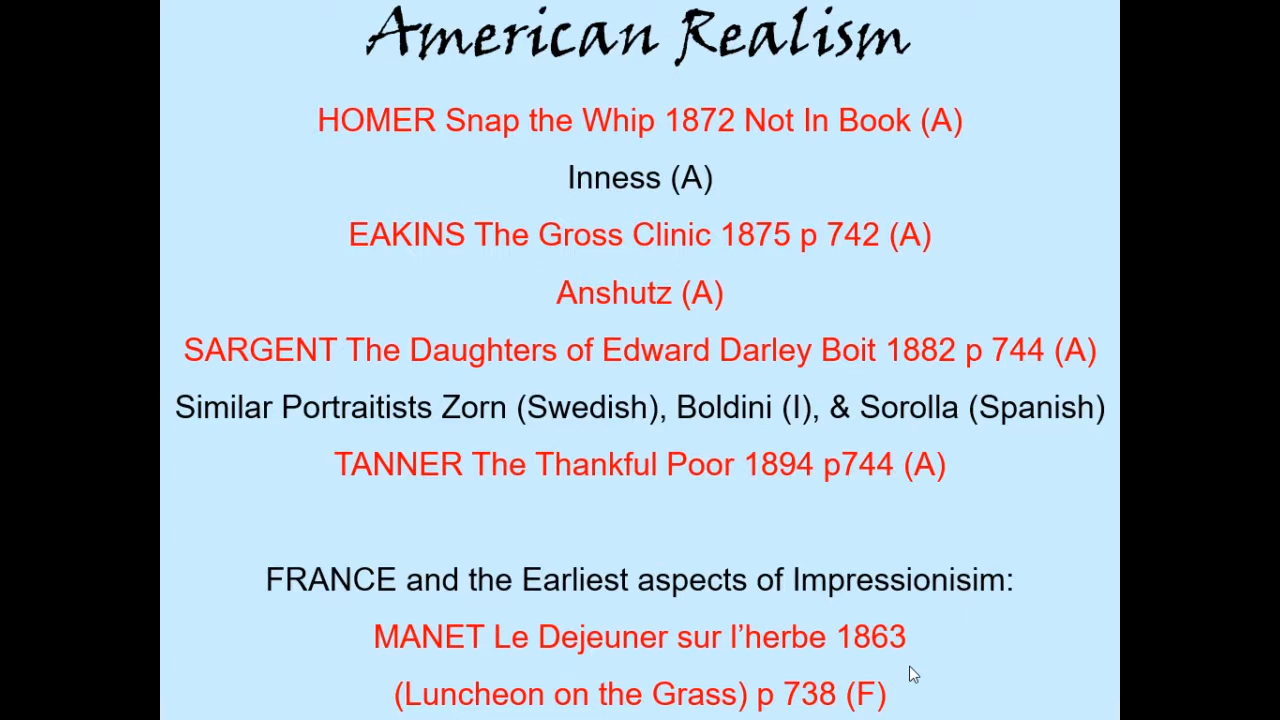 American Realism
HOMER Snap the Whip 1872 Not In Book (A)
Inness (A)
EAKINS The Gross Clinic 1875 p 742 (A)
Anshutz (A)
SARGENT The Daughters of Edward Darley Boit 1882 p 744 (A)
Similar Portraitists Zorn (Swedish), Boldini (I), & Sorolla (Spanish)
TANNER The Thankful Poor 1894 p744 (A)
FRANCE and the Earliest aspects of Impressionisim:
MANET Le Dejeuner sur l’herbe 1863
(Luncheon on the Grass) p 738 (F)